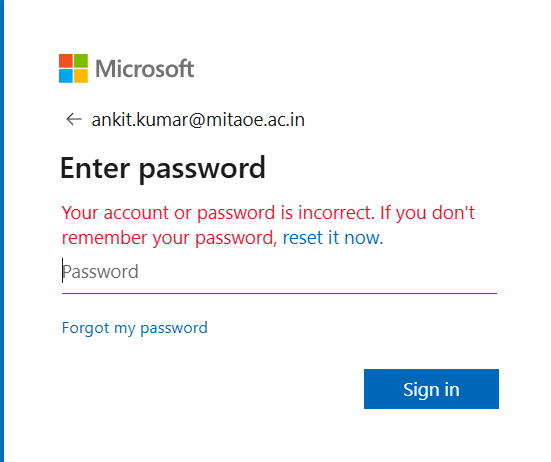 Microsoft
ankit.kumar@mitaoe.ac.in
Enter password
Your account or password is incorrect. If you don't
remember your password, reset it now.
Password
Forgot my password
Sign in